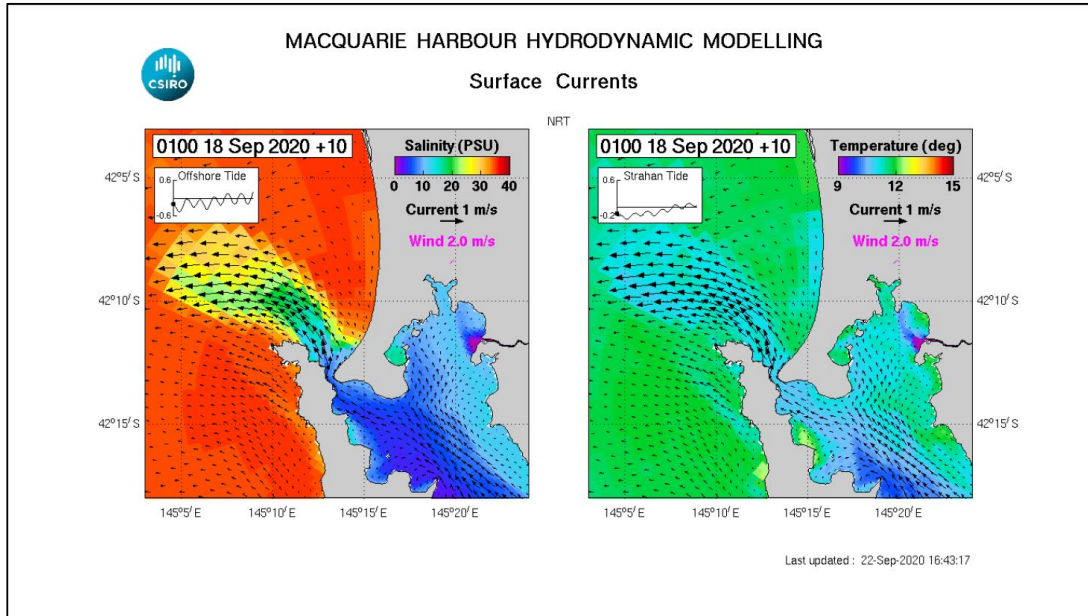 MACQUARIE HARBOUR HYDRODYNAMIC MODELLING
CSIRO
Surface Currents
NRT
0100 18 Sep 2020 +10
Offshore Tide
0.6
-0.6
Salinity (PSU)
0 10 20 30 40
Current 1 m/s
Wind 2.0 m/s
42°5' S
42°10' S
42°15' S
145°5' E 145°10' E 145°15' E 145°20' E
0100 18 Sep 2020 +10
Strahan Tide
0.6
-0.2
Temperature (deg)
9 12 15
Current 1 m/s
Wind 2.0 m/s
42°5' S
42°10' S
42°15' S
145°5' E 145°10' E 145°15' E 145°20' E
Last updated : 22-Sep-2020 16:43:17